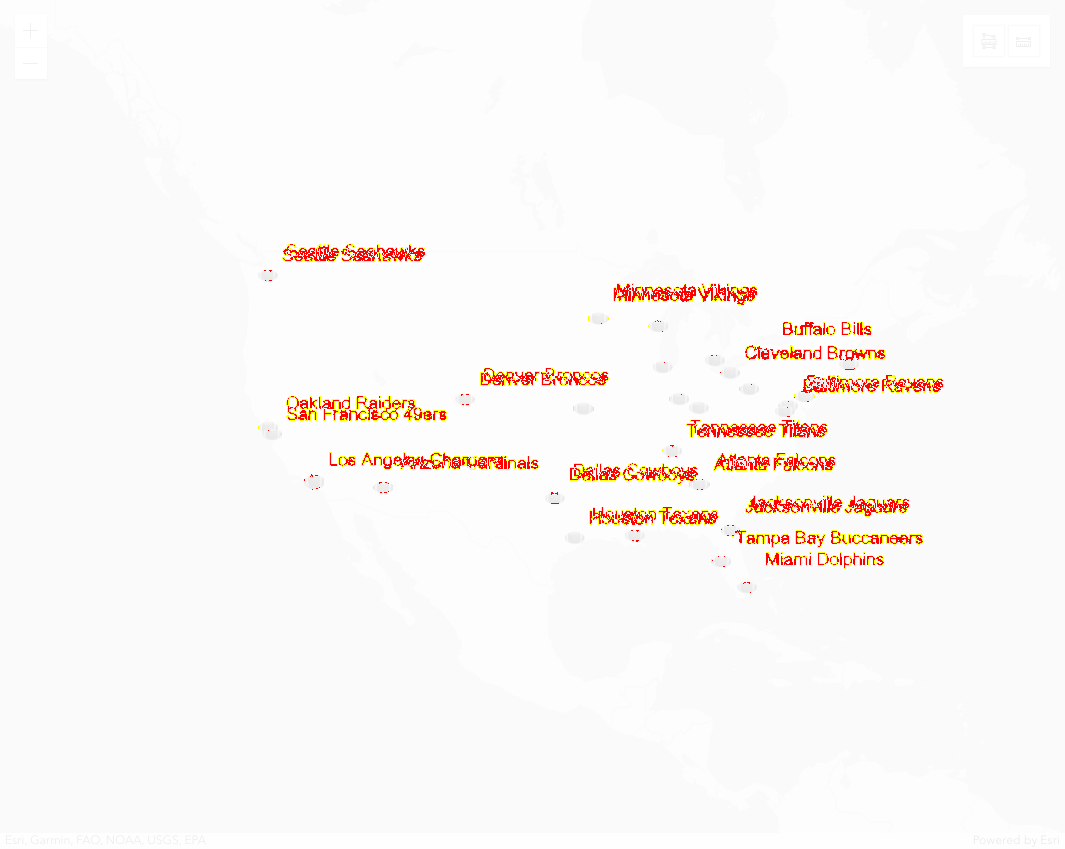 Seattle Seahawks
Minnesota Vikings
Buffalo Bills
Cleveland Browns
Denver Broncos
Baltimore Ravens
Oakland Raiders
San Francisco 49ers
Tennessee Titans
Los Angeles Chargers
Arizona Cardinals
Atlanta Falcons
Dallas Cowboys
Jacksonville Jaguars
Houston Texans
Tampa Bay Buccaneers
Miami Dolphins
Esri, Garmin, FAO, NOAA, USGS, EPA
Powered by Esri